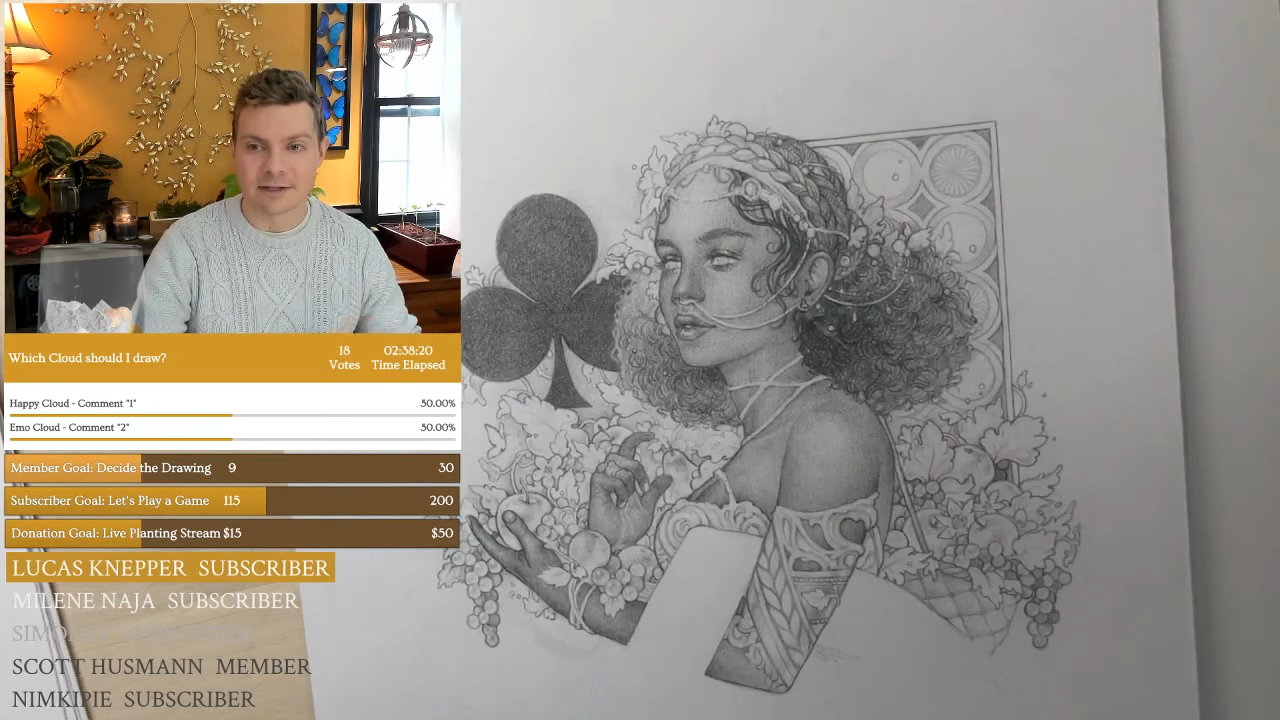 Which Cloud should I draw?
18 02:38:20
Votes Time Elapsed
Happy Cloud - Comment "1" 50.00%
Emo Cloud - Comment "2" 50.00%
Member Goal: Decide the Drawing 9 30
Subscriber Goal: Let's Play a Game 115 200
Donation Goal: Live Planting Stream $15 $50
LUCAS KNEPPER SUBSCRIBER
MILENE NAJA SUBSCRIBER
SCOTT HUSMANN MEMBER
NIMKIPIE SUBSCRIBER